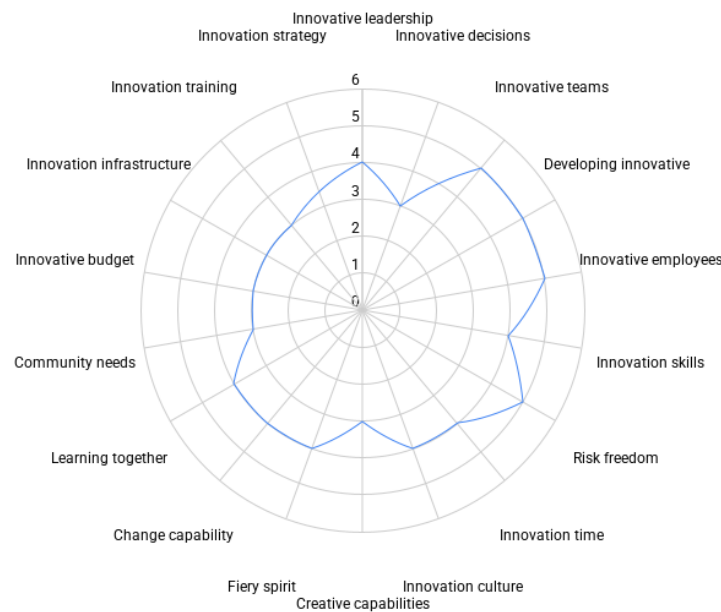 Innovative leadership
Innovation strategy
Innovative decisions
Innovation training
Innovative teams
Innovation infrastructure
Developing innovative
Innovative budget
Innovative employees
Community needs
Innovation skills
Learning together
Risk freedom
Change capability
Innovation time
Fiery spirit
Innovation culture
Creative capabilities
6
5
4
3
2
1
0